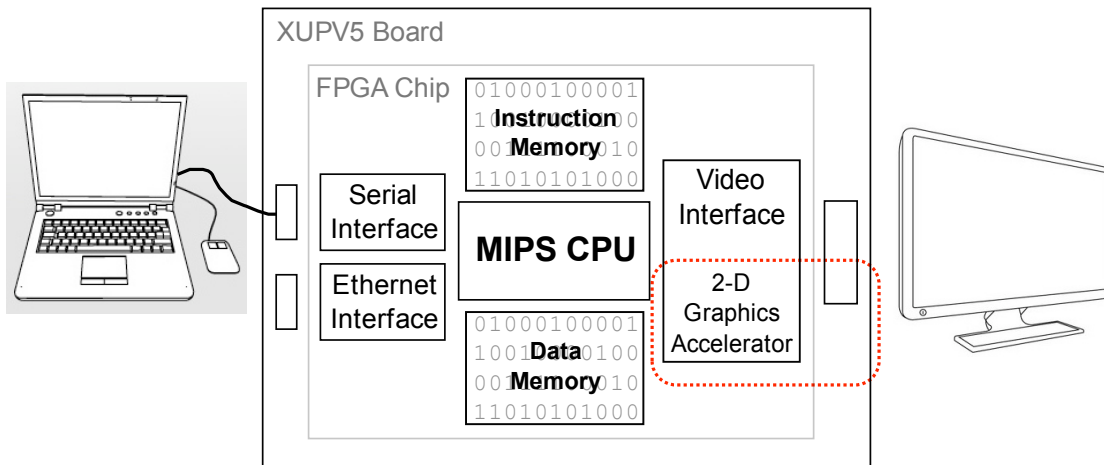 XUPV5 Board
FPGA Chip
01000100001
Instruction
Memory
11010101000
Serial
Interface
Ethernet
Interface
MIPS CPU
01000100001
Data
Memory
11010101000
Video
Interface
2-D
Graphics
Accelerator